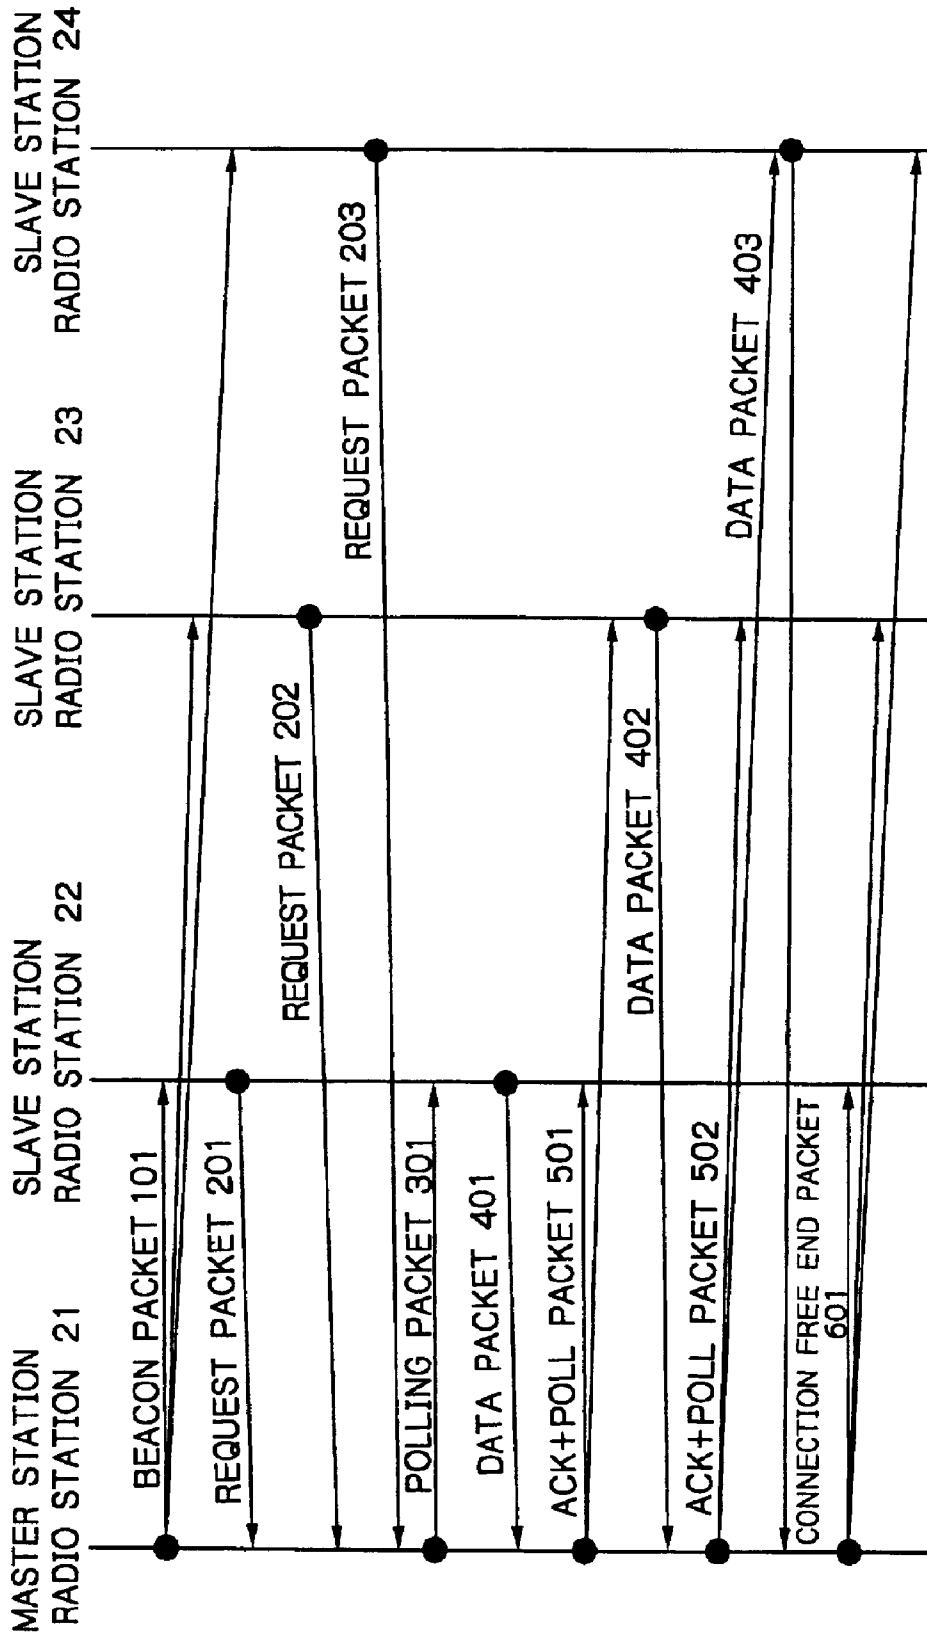 MASTER STATION
RADIO STATION 21
SLAVE STATION
RADIO STATION 22
SLAVE STATION
RADIO STATION 23
SLAVE STATION
RADIO STATION 24
BEACON PACKET 101
REQUEST PACKET 201
REQUEST PACKET 202
REQUEST PACKET 203
POLLING PACKET 301
DATA PACKET 401
ACK+POLL PACKET 501
DATA PACKET 402
ACK+POLL PACKET 502
DATA PACKET 403
CONNECTION FREE END PACKET
601